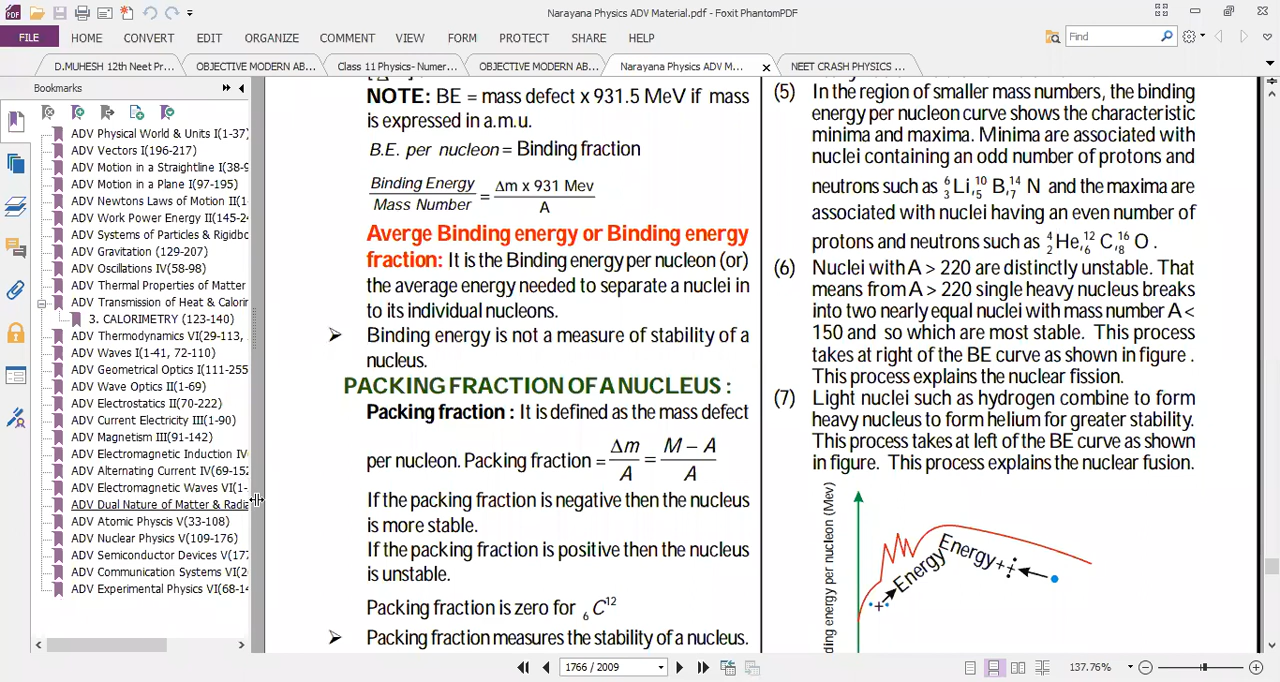 Narayana Physics ADV Material.pdf - Foxit PhantomPDF
FILE HOME CONVERT EDIT ORGANIZE COMMENT VIEW FORM PROTECT SHARE HELP Find
D.MUHESH 12th Neet Pr... OBJECTIVE MODERN AB... Class 11 Physics- Numer... OBJECTIVE MODERN AB... Narayana Physics ADV M... NEET CRASH PHYSICS ...
Bookmarks
ADV Physical World & Units I(1-37)
ADV Vectors I(196-217)
ADV Motion in a Straightline I(38-9
ADV Motion in a Plane I(97-195)
ADV Newtons Laws of Motion II(1-
ADV Work Power Energy II(145-24
ADV Systems of Particles & Rigidbo
ADV Gravitation (129-207)
ADV Oscillations IV(58-98)
ADV Thermal Properties of Matter
ADV Transmission of Heat & Calorin
3. CALORIMETRY (123-140)
ADV Thermodynamics VI(29-113,
ADV Waves I(1-41, 72-110)
ADV Geometrical Optics I(111-255
ADV Wave Optics II(1-69)
ADV Electrostatics II(70-222)
ADV Current Electricity III(1-90)
ADV Magnetism III(91-142)
ADV Electromagnetic Induction IV
ADV Alternating Current IV(69-152
ADV Electromagnetic Waves VI(1-
ADV Dual Nature of Matter & Radia
ADV Atomic Physcis V(33-108)
ADV Nuclear Physics V(109-176)
ADV Semiconductor Devices V(177
ADV Communication Systems VI(2
ADV Experimental Physics VI(68-14
NOTE: BE = mass defect x 931.5 MeV if mass
is expressed in a.m.u.
B.E. per nucleon = Binding fraction
Binding Energy / Mass Number = Δm x 931 Mev / A
Averge Binding energy or Binding energy
fraction: It is the Binding energy per nucleon (or)
the average energy needed to separate a nuclei in
to its individual nucleons.
➢ Binding energy is not a measure of stability of a
nucleus.
PACKING FRACTION OF A NUCLEUS :
Packing fraction : It is defined as the mass defect
per nucleon. Packing fraction = Δm / A = M – A / A
If the packing fraction is negative then the nucleus
is more stable.
If the packing fraction is positive then the nucleus
is unstable.
Packing fraction is zero for ₆C¹²
➢ Packing fraction measures the stability of a nucleus.
(5) In the region of smaller mass numbers, the binding
energy per nucleon curve shows the characteristic
minima and maxima. Minima are associated with
nuclei containing an odd number of protons and
neutrons such as ⁶₃Li, ¹⁰₅B, ¹⁴₇N and the maxima are
associated with nuclei having an even number of
protons and neutrons such as ⁴₂He, ¹²₆C, ¹⁶₈O .
(6) Nuclei with A > 220 are distinctly unstable. That
means from A > 220 single heavy nucleus breaks
into two nearly equal nuclei with mass number A <
150 and so which are most stable. This process
takes at right of the BE curve as shown in figure .
This process explains the nuclear fission.
(7) Light nuclei such as hydrogen combine to form
heavy nucleus to form helium for greater stability.
This process takes at left of the BE curve as shown
in figure. This process explains the nuclear fusion.
ding energy per nucleon (Mev)
+ Energy
Energy++
1766 / 2009
137.76%